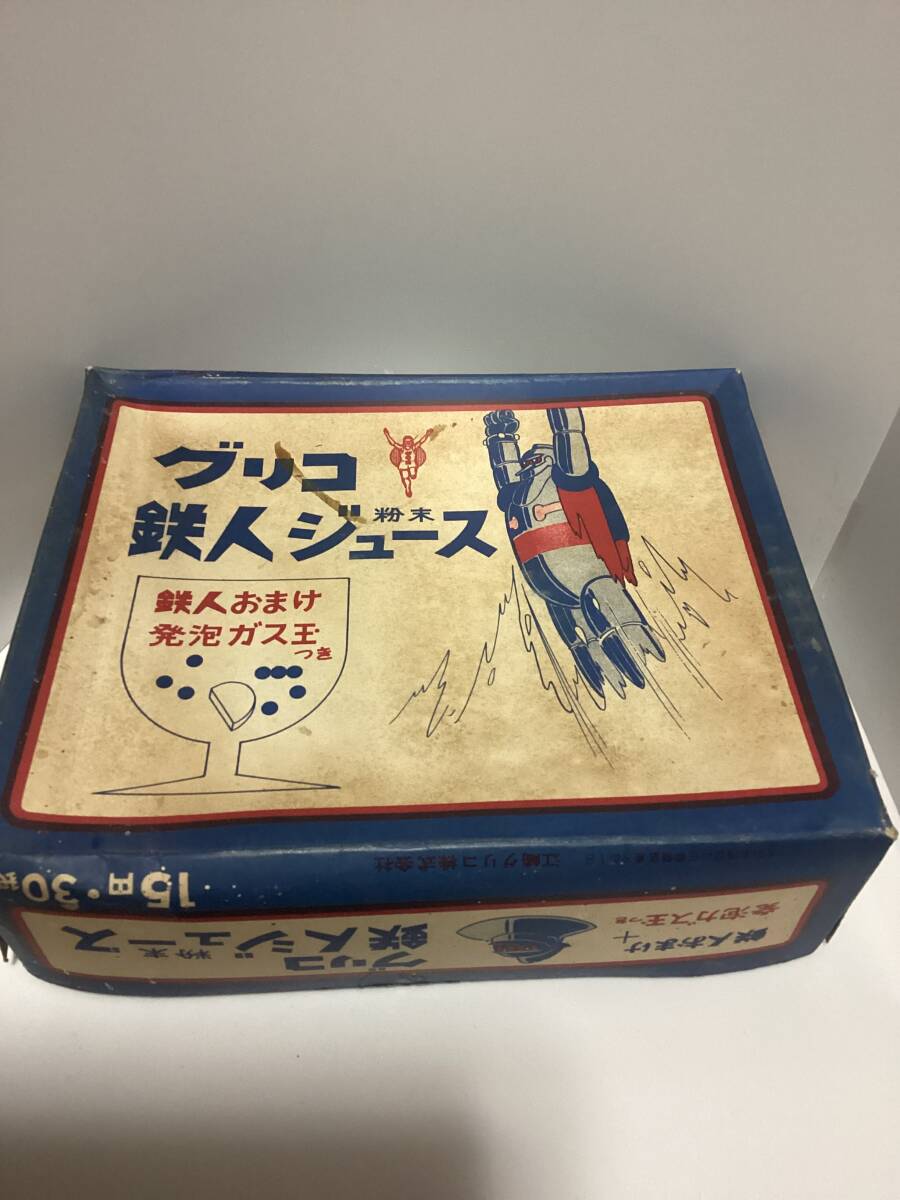 グリコ
鉄人粉末ジュース
鉄人おまけ
発泡ガス玉
つき
15円・30袋
江崎グリコ株式会社
グリコ
鉄人粉末ジュース
鉄人おまけ
+
発泡ガス玉つき